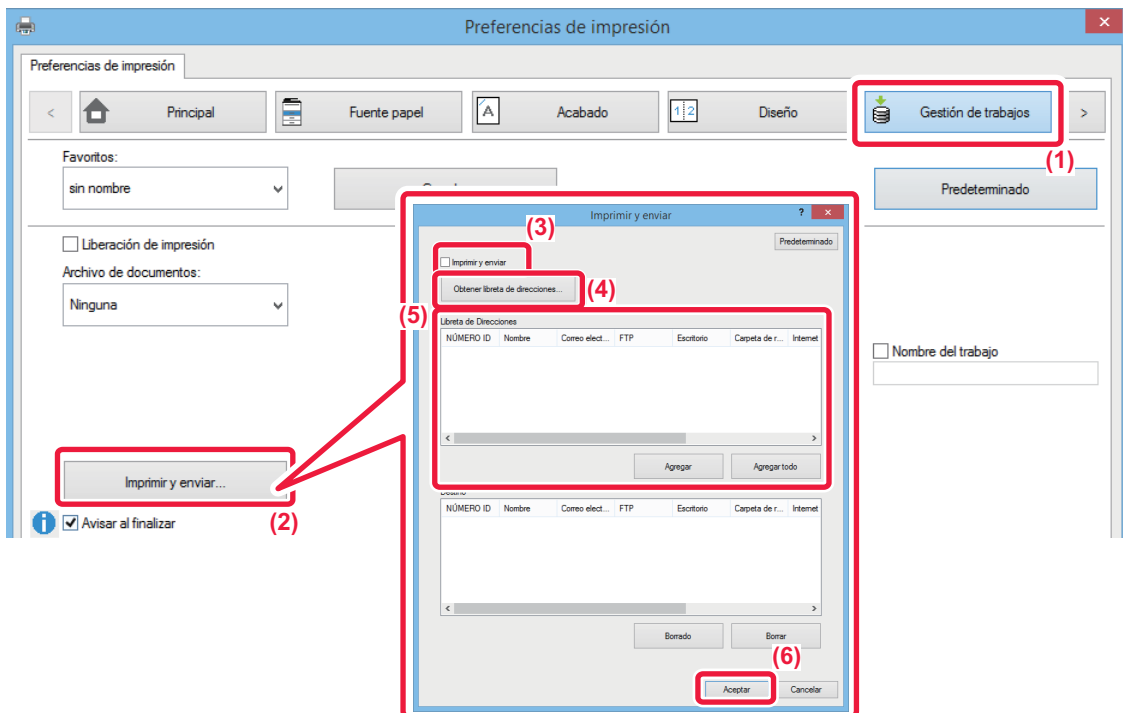 Preferencias de impresión
Preferencias de impresión
< Principal Fuente papel A Acabado 1 2 Diseño Gestión de trabajos >
(1)
Favoritos:
sin nombre
Predeterminado
Liberación de impresión
Archivo de documentos:
Ninguna
Nombre del trabajo
Imprimir y enviar...
(2)
Avisar al finalizar
Imprimir y enviar ?
Predeterminado
(3)
Imprimir y enviar
Obtener libreta de direcciones...
(4)
(5)
Libreta de Direcciones
NÚMERO ID Nombre Correo elect... FTP Escritorio Carpeta de r... Internet
Agregar Agregar todo
Destino
NÚMERO ID Nombre Correo elect... FTP Escritorio Carpeta de r... Internet
Borrado Borrar
(6)
Aceptar Cancelar